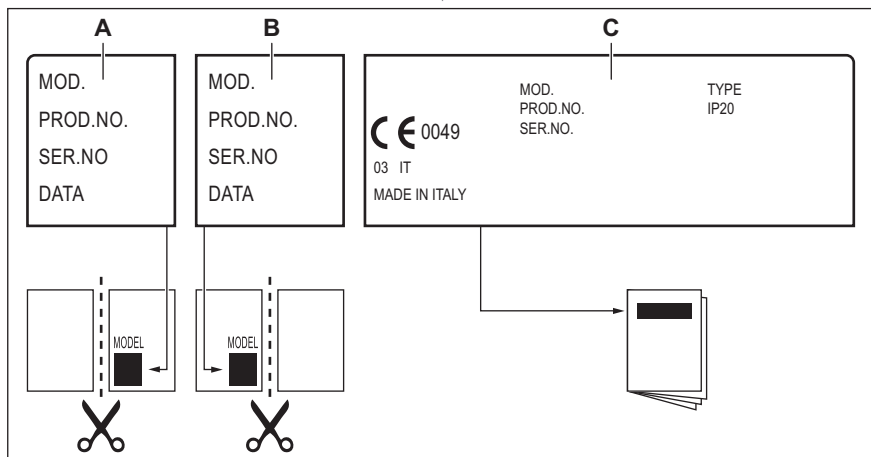 A
B
C
MOD.
PROD.NO.
SER.NO
DATA
MOD.
PROD.NO.
SER.NO
DATA
MOD.
PROD.NO.
SER.NO.
TYPE
IP20
CE 0049
03 IT
MADE IN ITALY
MODEL
MODEL